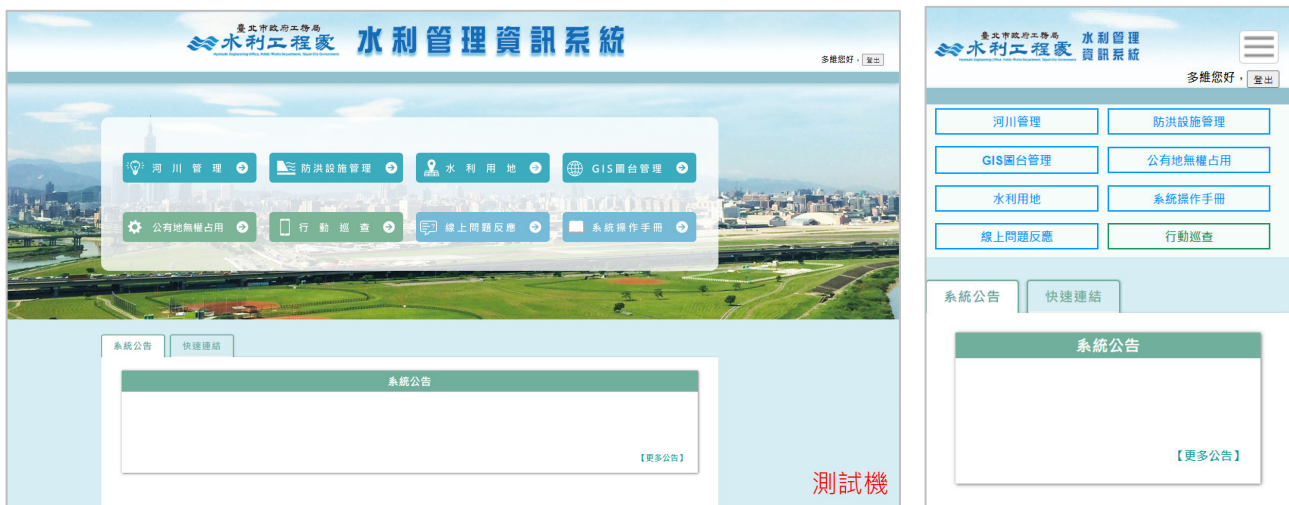 臺北市政府工務局
水利工程處 水利管理資訊系統
多維您好，登出
河川管理
防洪設施管理
水利用地
GIS圖台管理
公有地無權占用
行動巡查
線上問題反應
系統操作手冊
系統公告 快速連結
系統公告
【更多公告】
測試機
臺北市政府工務局
水利工程處 水利管理
資訊系統
多維您好，登出
河川管理 防洪設施管理
GIS圖台管理 公有地無權占用
水利用地 系統操作手冊
線上問題反應 行動巡查
系統公告 快速連結
系統公告
【更多公告】